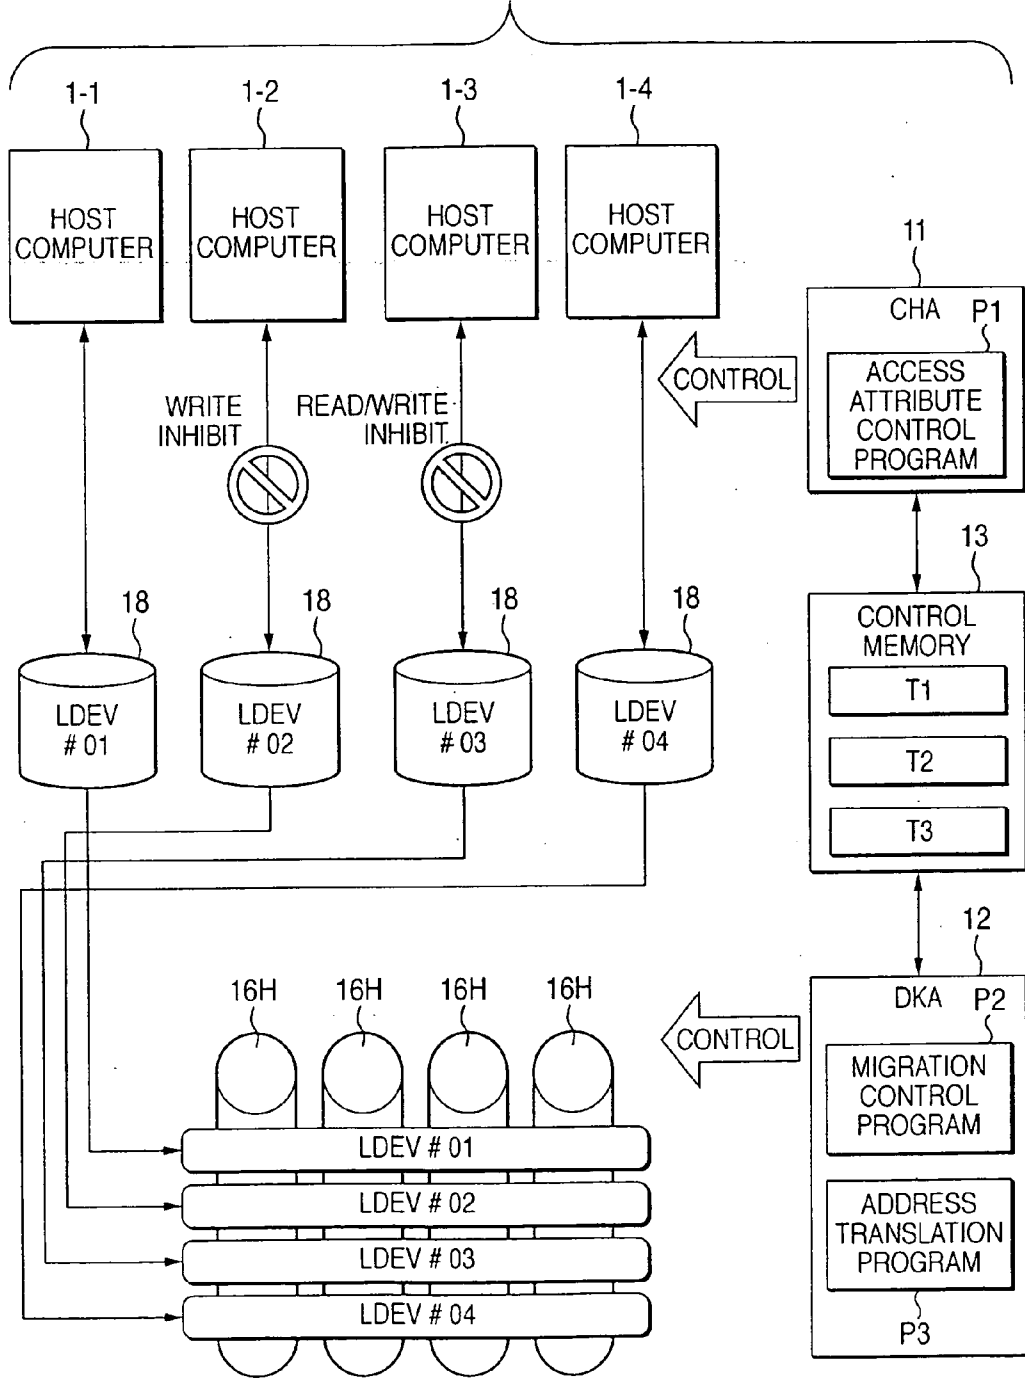 1-1
1-2
1-3
1-4
HOST
COMPUTER
HOST
COMPUTER
HOST
COMPUTER
HOST
COMPUTER
11
CHA
P1
ACCESS
ATTRIBUTE
CONTROL
PROGRAM
CONTROL
WRITE
INHIBIT
READ/WRITE
INHIBIT
13
CONTROL
MEMORY
T1
T2
T3
18
18
18
18
LDEV
# 01
LDEV
# 02
LDEV
# 03
LDEV
# 04
12
DKA
P2
MIGRATION
CONTROL
PROGRAM
ADDRESS
TRANSLATION
PROGRAM
P3
CONTROL
16H
16H
16H
16H
LDEV # 01
LDEV # 02
LDEV # 03
LDEV # 04